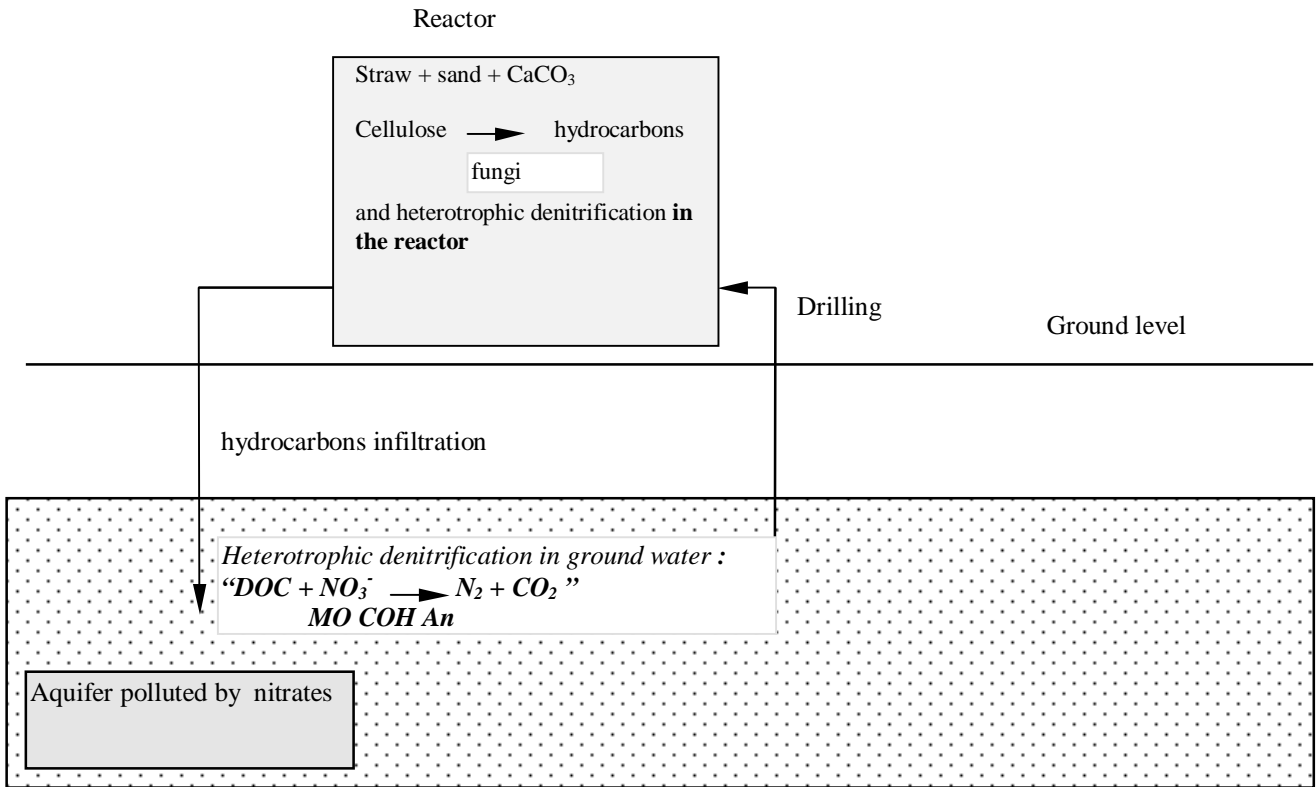 Reactor
Straw + sand + CaCO₃
Cellulose hydrocarbons
fungi
and heterotrophic denitrification in
the reactor
Drilling
Ground level
hydrocarbons infiltration
Heterotrophic denitrification in ground water :
“DOC + NO₃⁻ N₂ + CO₂ ”
MO COH An
Aquifer polluted by nitrates